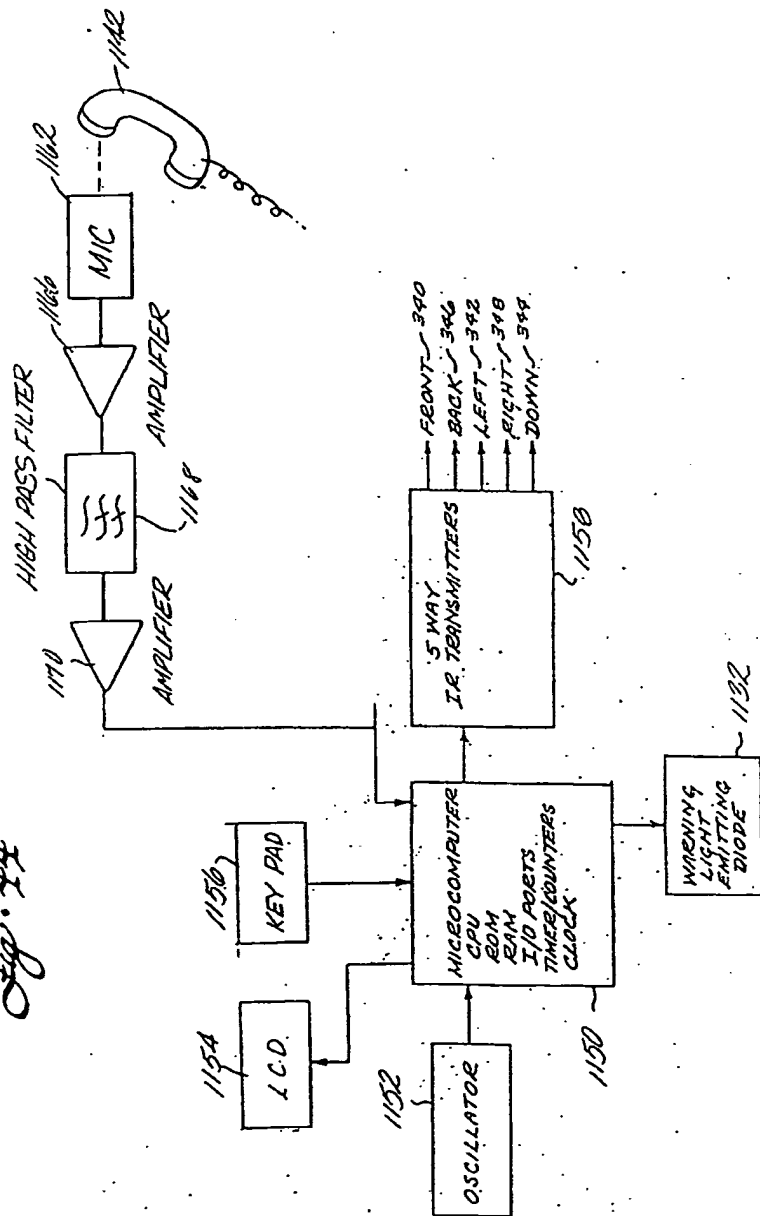 Fig. 44
1142
1162
MIC
1166
AMPLIFIER
HIGH PASS FILTER
1168
1170
AMPLIFIER
1154
L.C.D.
1156
KEY PAD
1152
OSCILLATOR
MICROCOMPUTER
CPU
ROM
RAM
I/O PORTS
TIMER/COUNTERS
CLOCK
1150
5 WAY
I.R. TRANSMITTERS
1158
FRONT 340
BACK 346
LEFT 342
RIGHT 348
DOWN 344
WARNING
LIGHT
EMITTING
DIODE
1132